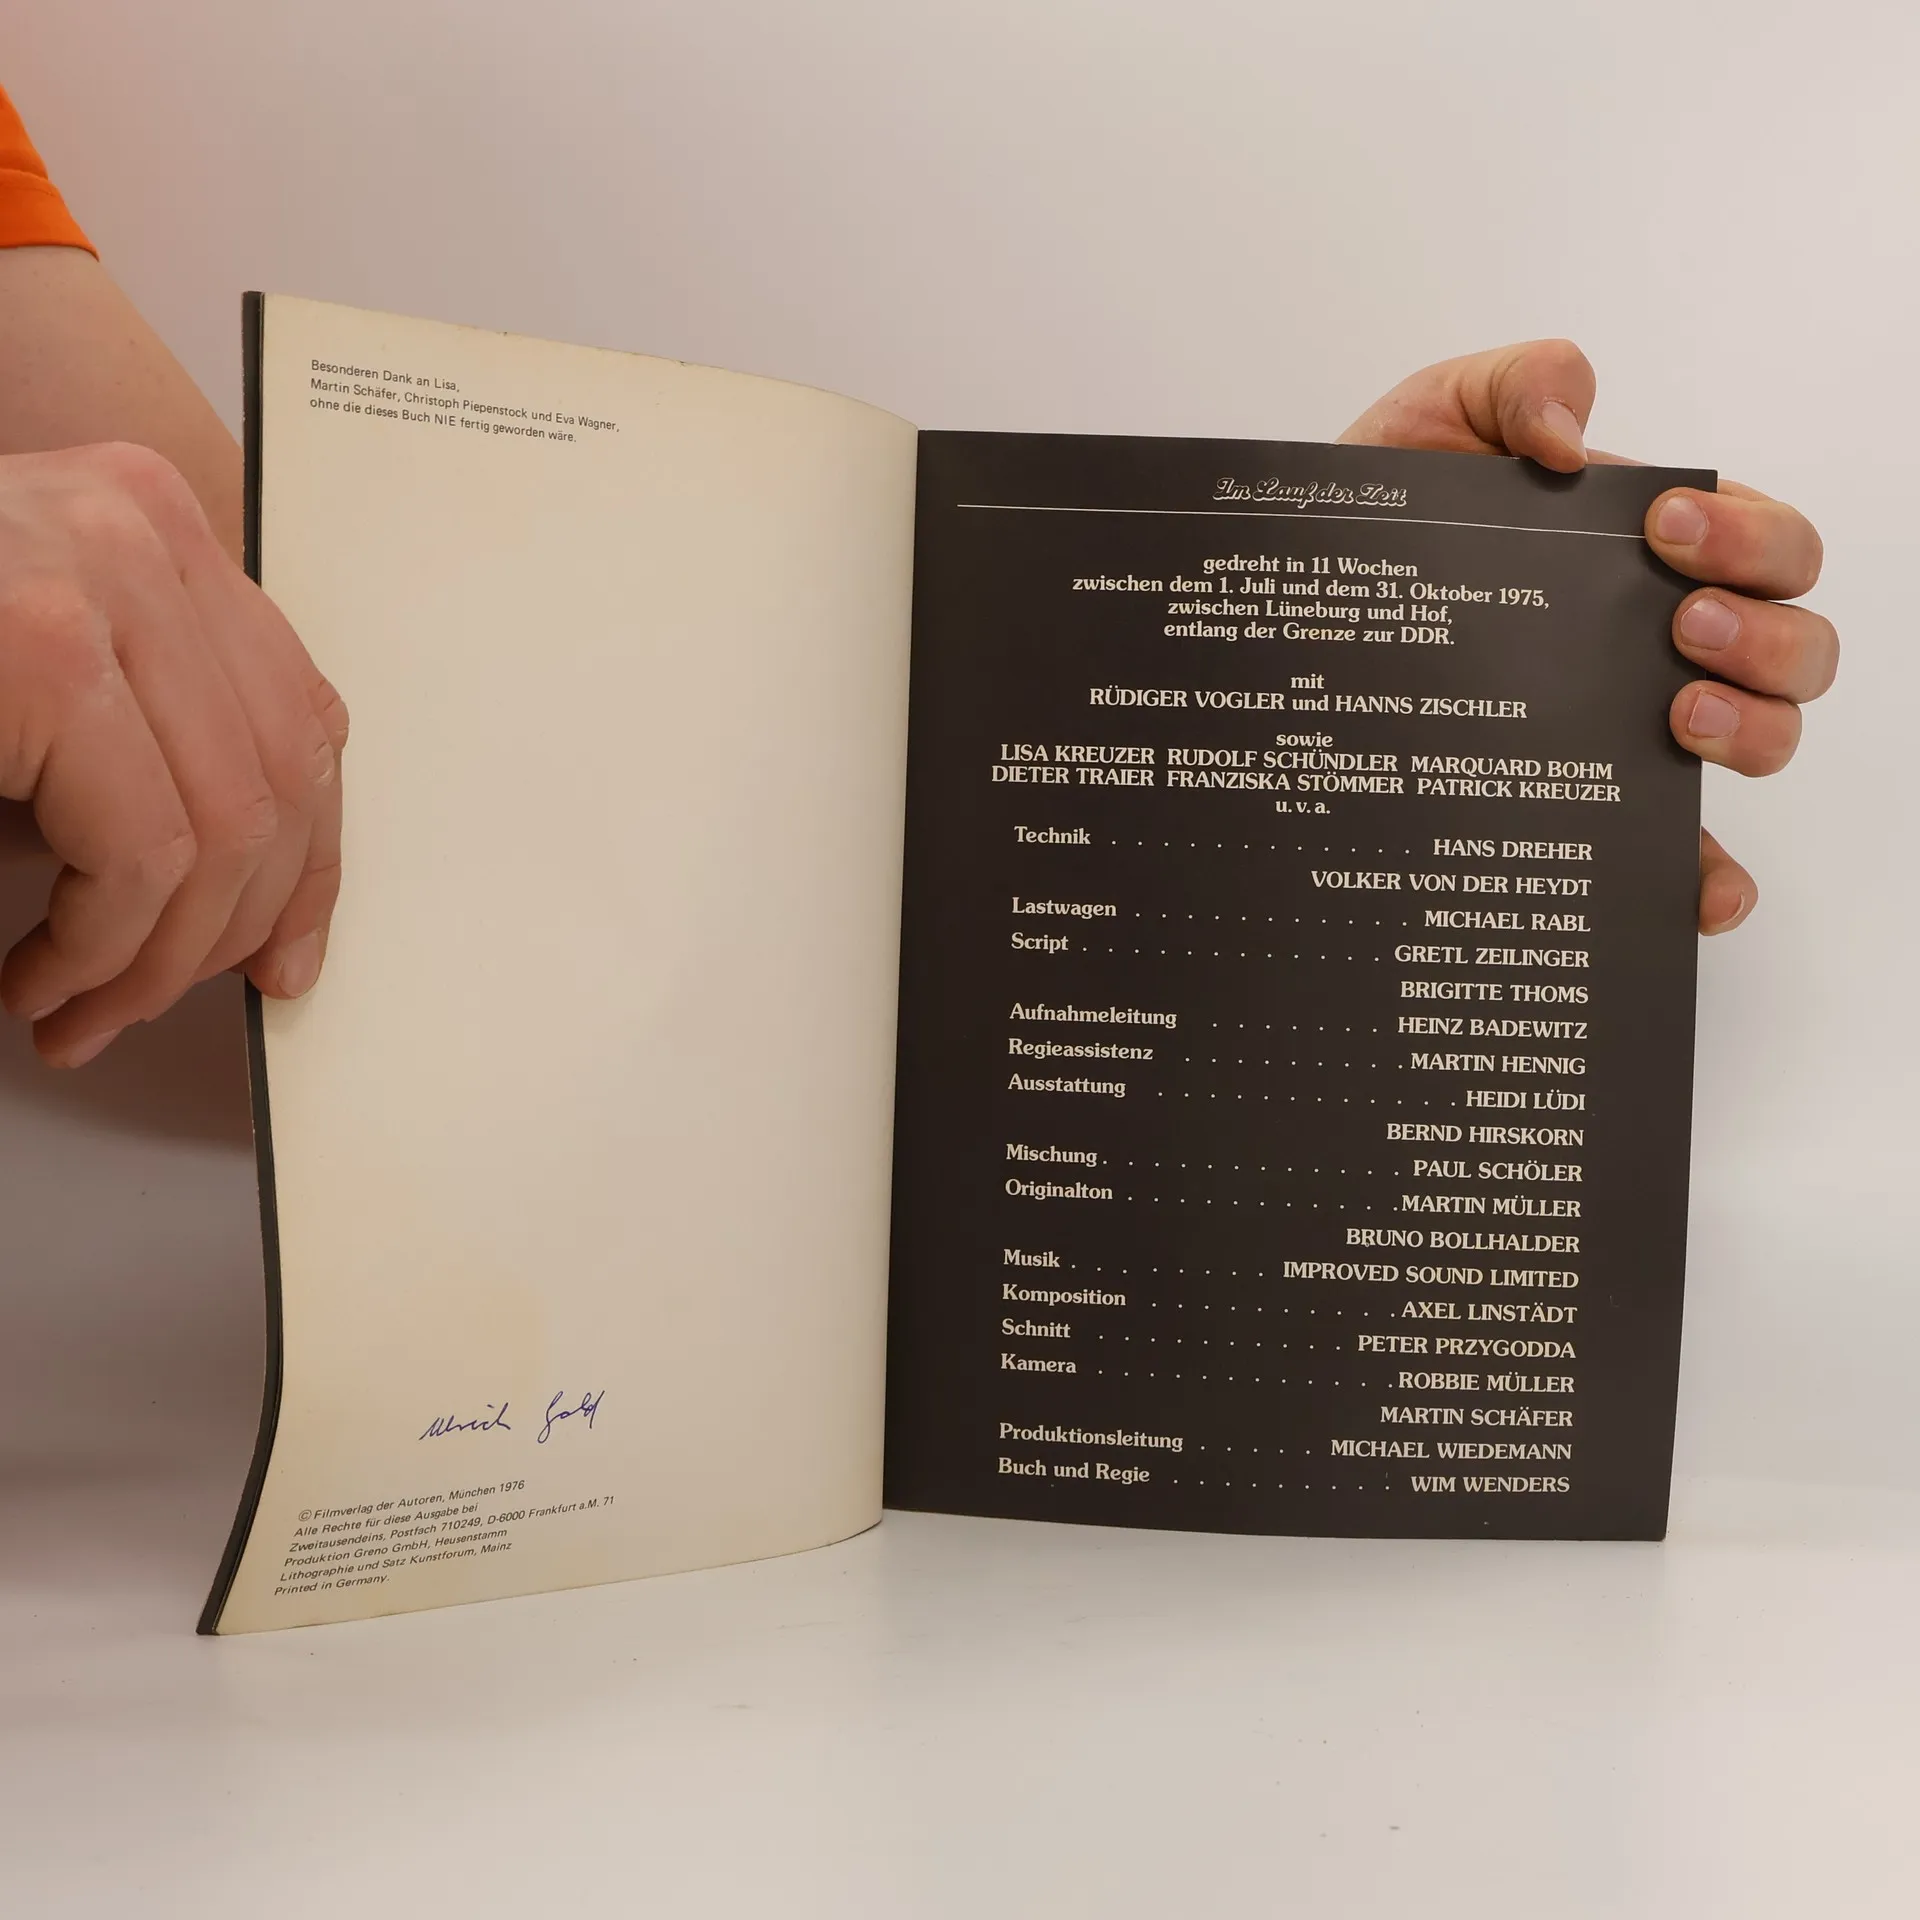 Besonderen Dank an Lisa,
Martin Schäfer, Christoph Piepenstock und Eva Wagner,
ohne die dieses Buch NIE fertig geworden wäre.
Ulrich Gold
© Filmverlag der Autoren, München 1976
Alle Rechte für diese Ausgabe bei
Zweitausendeins, Postfach 710249, D-6000 Frankfurt a.M. 71
Produktion Greno GmbH, Heusenstamm
Lithographie und Satz Kunstforum, Mainz
Printed in Germany.
Im Lauf der Zeit
gedreht in 11 Wochen
zwischen dem 1. Juli und dem 31. Oktober 1975,
zwischen Lüneburg und Hof,
entlang der Grenze zur DDR.
mit
RÜDIGER VOGLER und HANNS ZISCHLER
sowie
LISA KREUZER RUDOLF SCHÜNDLER MARQUARD BOHM
DIETER TRAIER FRANZISKA STÖMMER PATRICK KREUZER
u. v. a.
Technik . . . . . . . . . . . . HANS DREHER
VOLKER VON DER HEYDT
Lastwagen . . . . . . . . . . . MICHAEL RABL
Script . . . . . . . . . . . . GRETL ZEILINGER
BRIGITTE THOMS
Aufnahmeleitung . . . . . . . HEINZ BADEWITZ
Regieassistenz . . . . . . . . . MARTIN HENNIG
Ausstattung . . . . . . . . . . . . HEIDI LÜDI
BERND HIRSKORN
Mischung . . . . . . . . . . . . PAUL SCHÖLER
Originalton . . . . . . . . . . . MARTIN MÜLLER
BRUNO BOLLHALDER
Musik . . . . . . . . IMPROVED SOUND LIMITED
Komposition . . . . . . . . . . AXEL LINSTÄDT
Schnitt . . . . . . . . . . PETER PRZYGODDA
Kamera . . . . . . . . . . . . ROBBIE MÜLLER
MARTIN SCHÄFER
Produktionsleitung . . . . . MICHAEL WIEDEMANN
Buch und Regie . . . . . . . . . WIM WENDERS